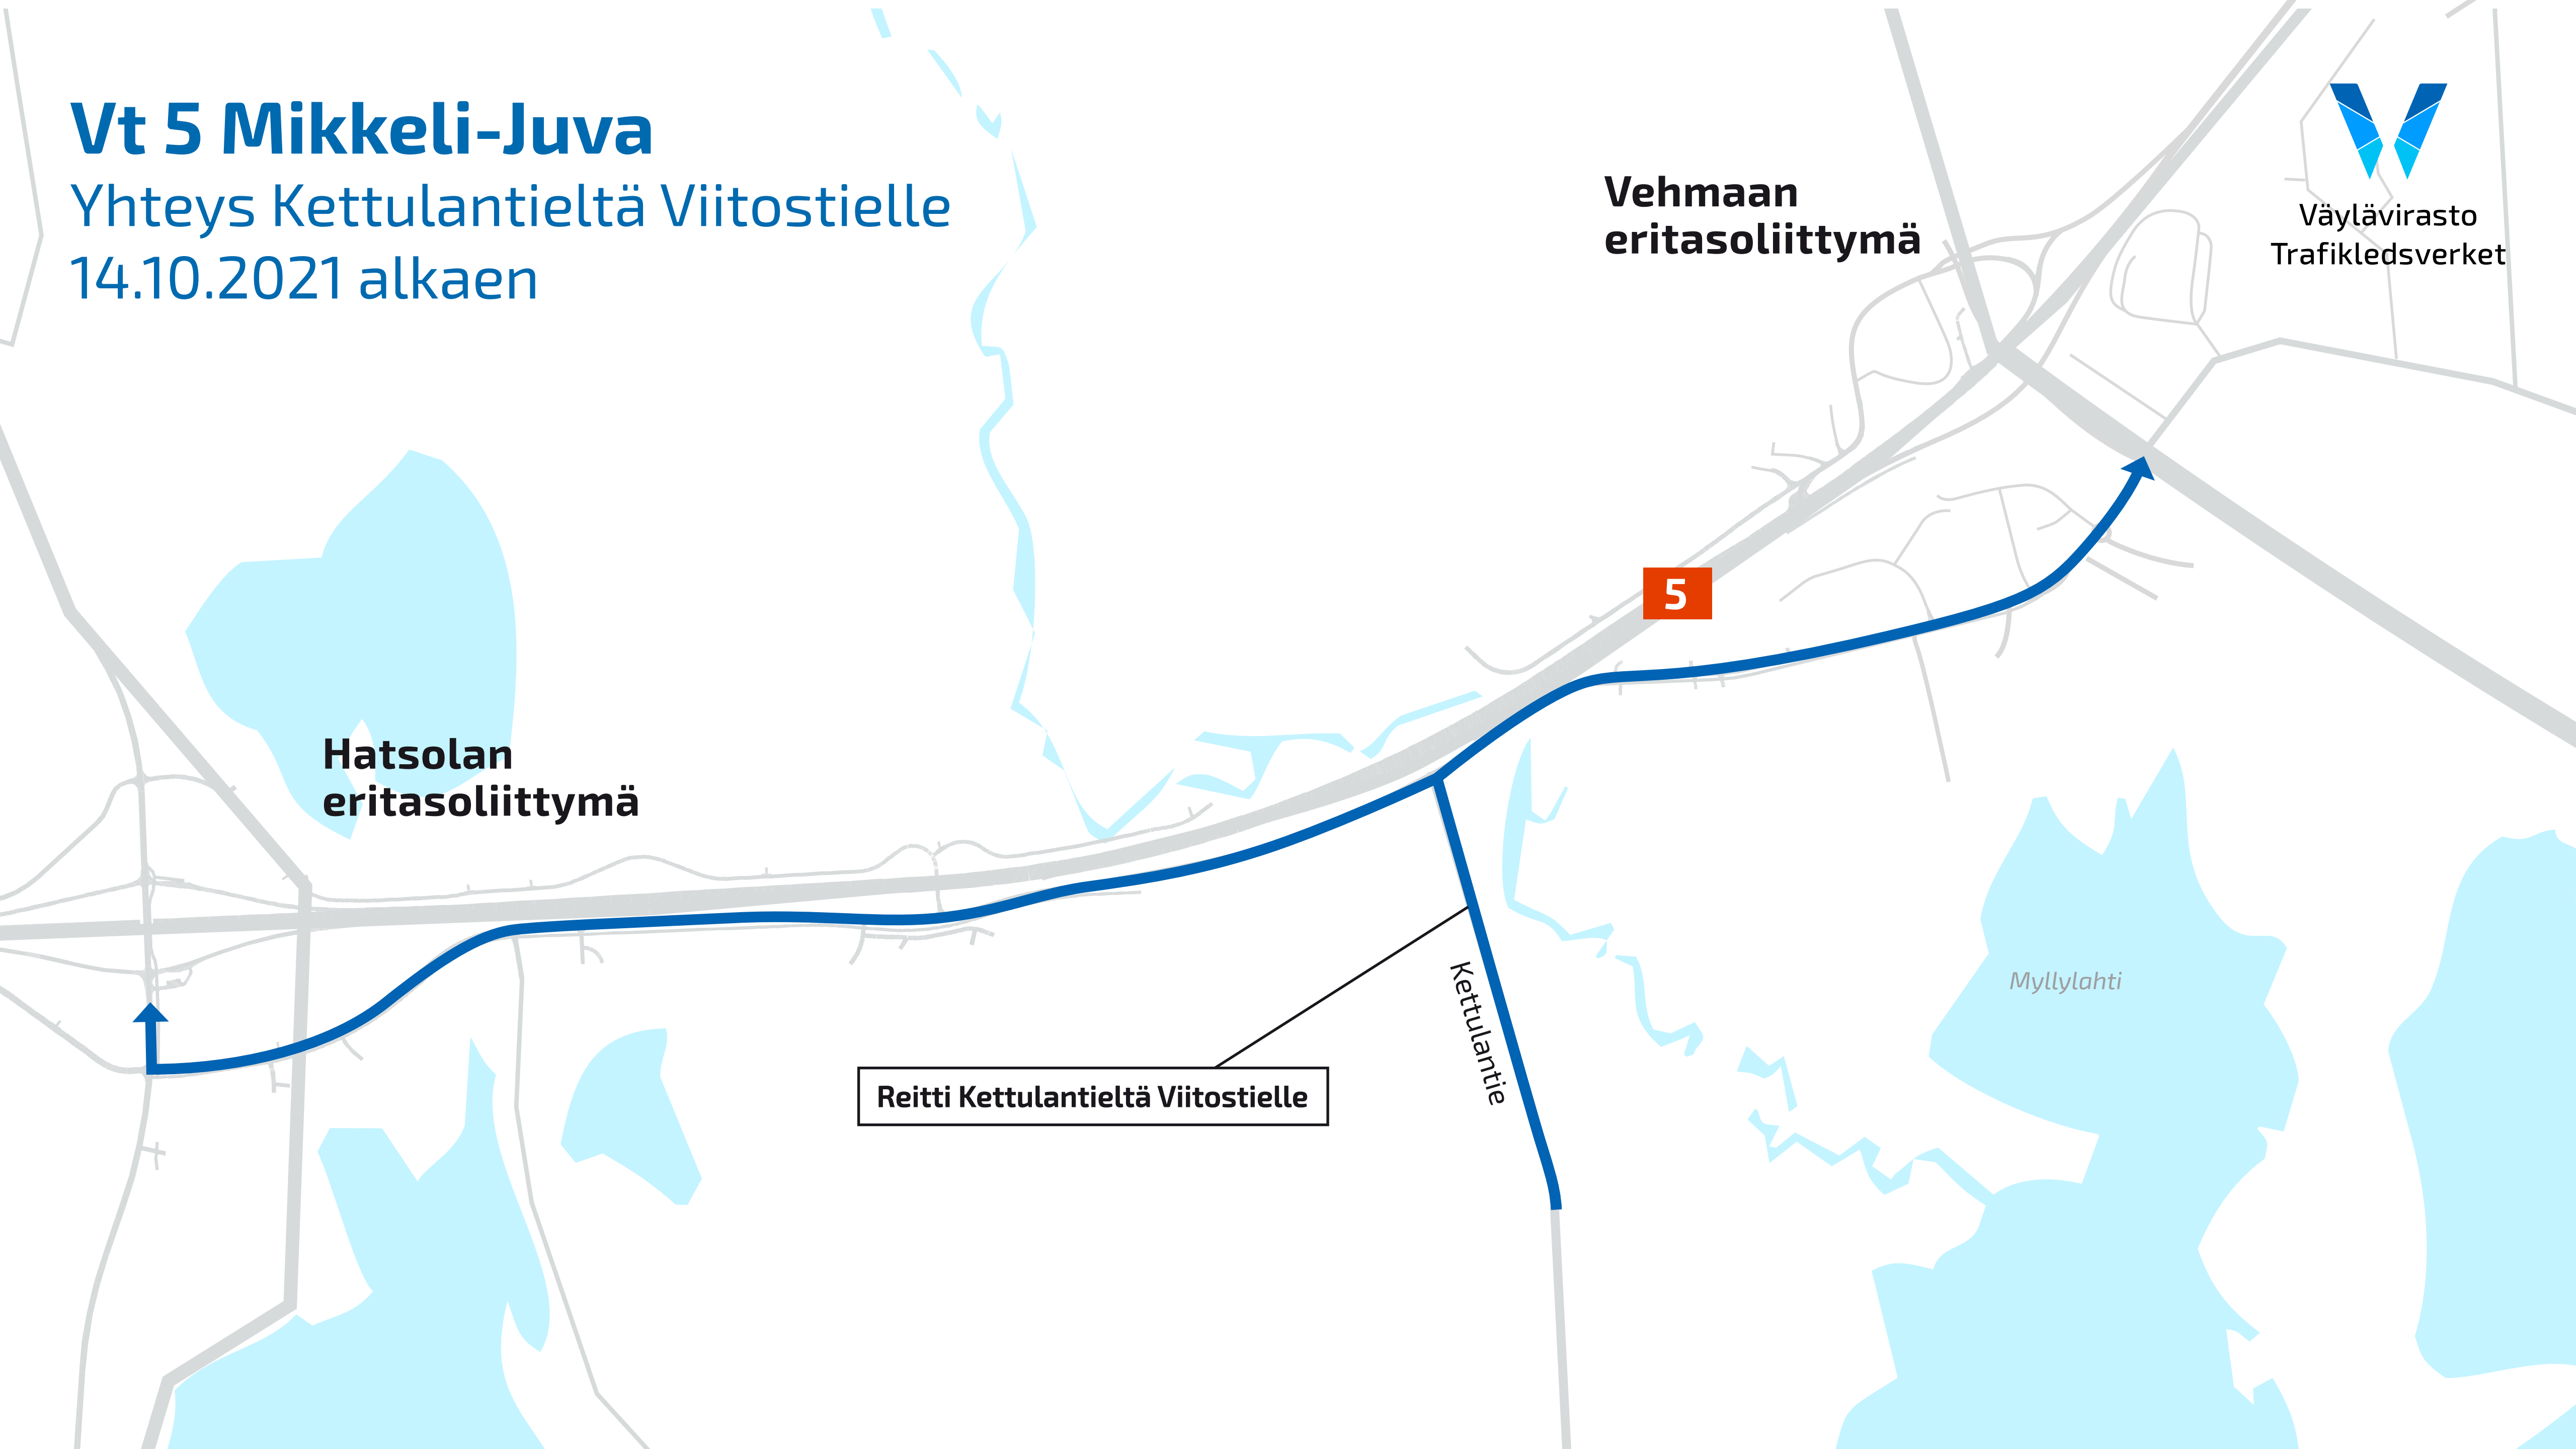 Vt 5 Mikkeli-Juva
Yhteys Kettulantieltä Viitostielle
14.10.2021 alkaen
Vehmaan
eritasoliittymä
Väylävirasto
Trafikledsverket
5
Hatsolan
eritasoliittymä
Myllylahti
Kettulantie
Reitti Kettulantieltä Viitostielle